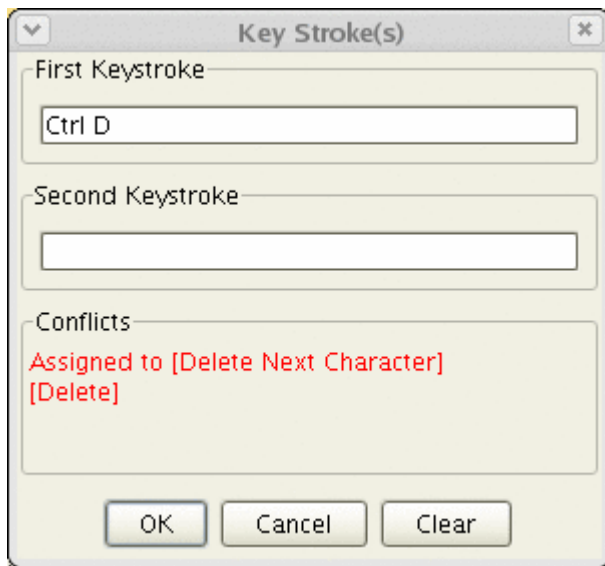 Key Stroke(s)
First Keystroke
Ctrl D
Second Keystroke
Conflicts
Assigned to [Delete Next Character]
[Delete]
OK Cancel Clear